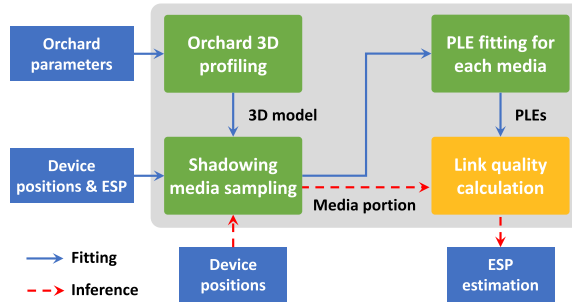 Orchard
parameters
Orchard 3D
profiling
PLE fitting for
each media
3D model
PLEs
Device
positions & ESP
Shadowing
media sampling
Link quality
calculation
Media portion
Fitting
Inference
Device
positions
ESP
estimation